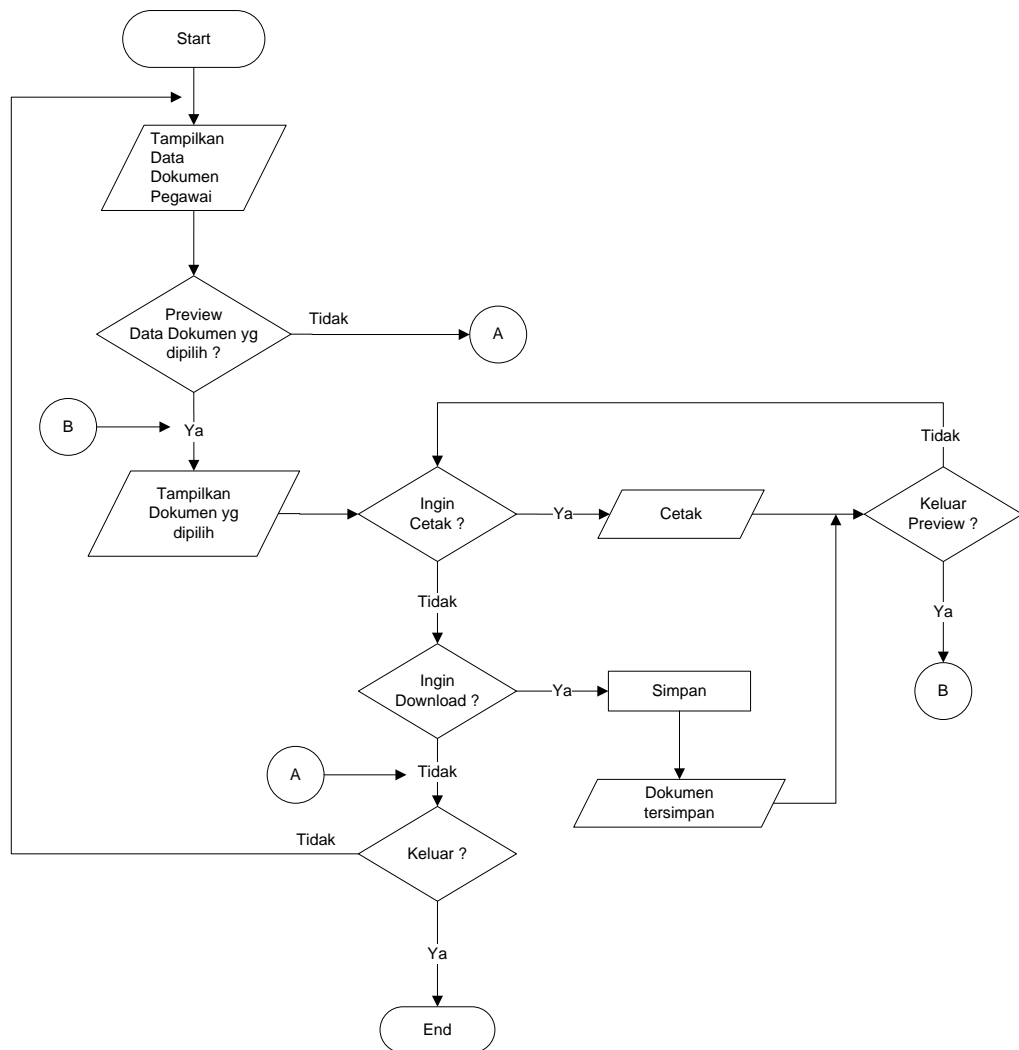 Start
Tampilkan
Data
Dokumen
Pegawai
Preview
Data Dokumen yg
dipilih ?
Tidak
A
B
Ya
Tampilkan
Dokumen yg
dipilih
Ingin
Cetak ?
Ya
Cetak
Tidak
Keluar
Preview ?
Ya
B
Tidak
Ingin
Download ?
Ya
Simpan
Dokumen
tersimpan
A
Tidak
Keluar ?
Tidak
Ya
End